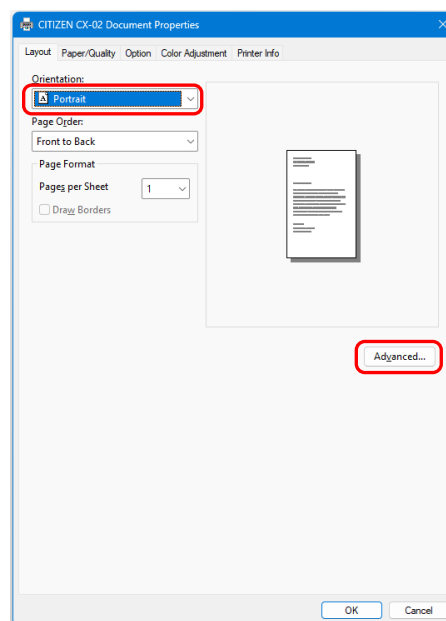 CITIZEN CX-02 Document Properties
Layout Paper/Quality Option Color Adjustment Printer Info
Orientation:
A Portrait
Page Order:
Front to Back
Page Format
Pages per Sheet 1
Draw Borders
Advanced...
OK Cancel